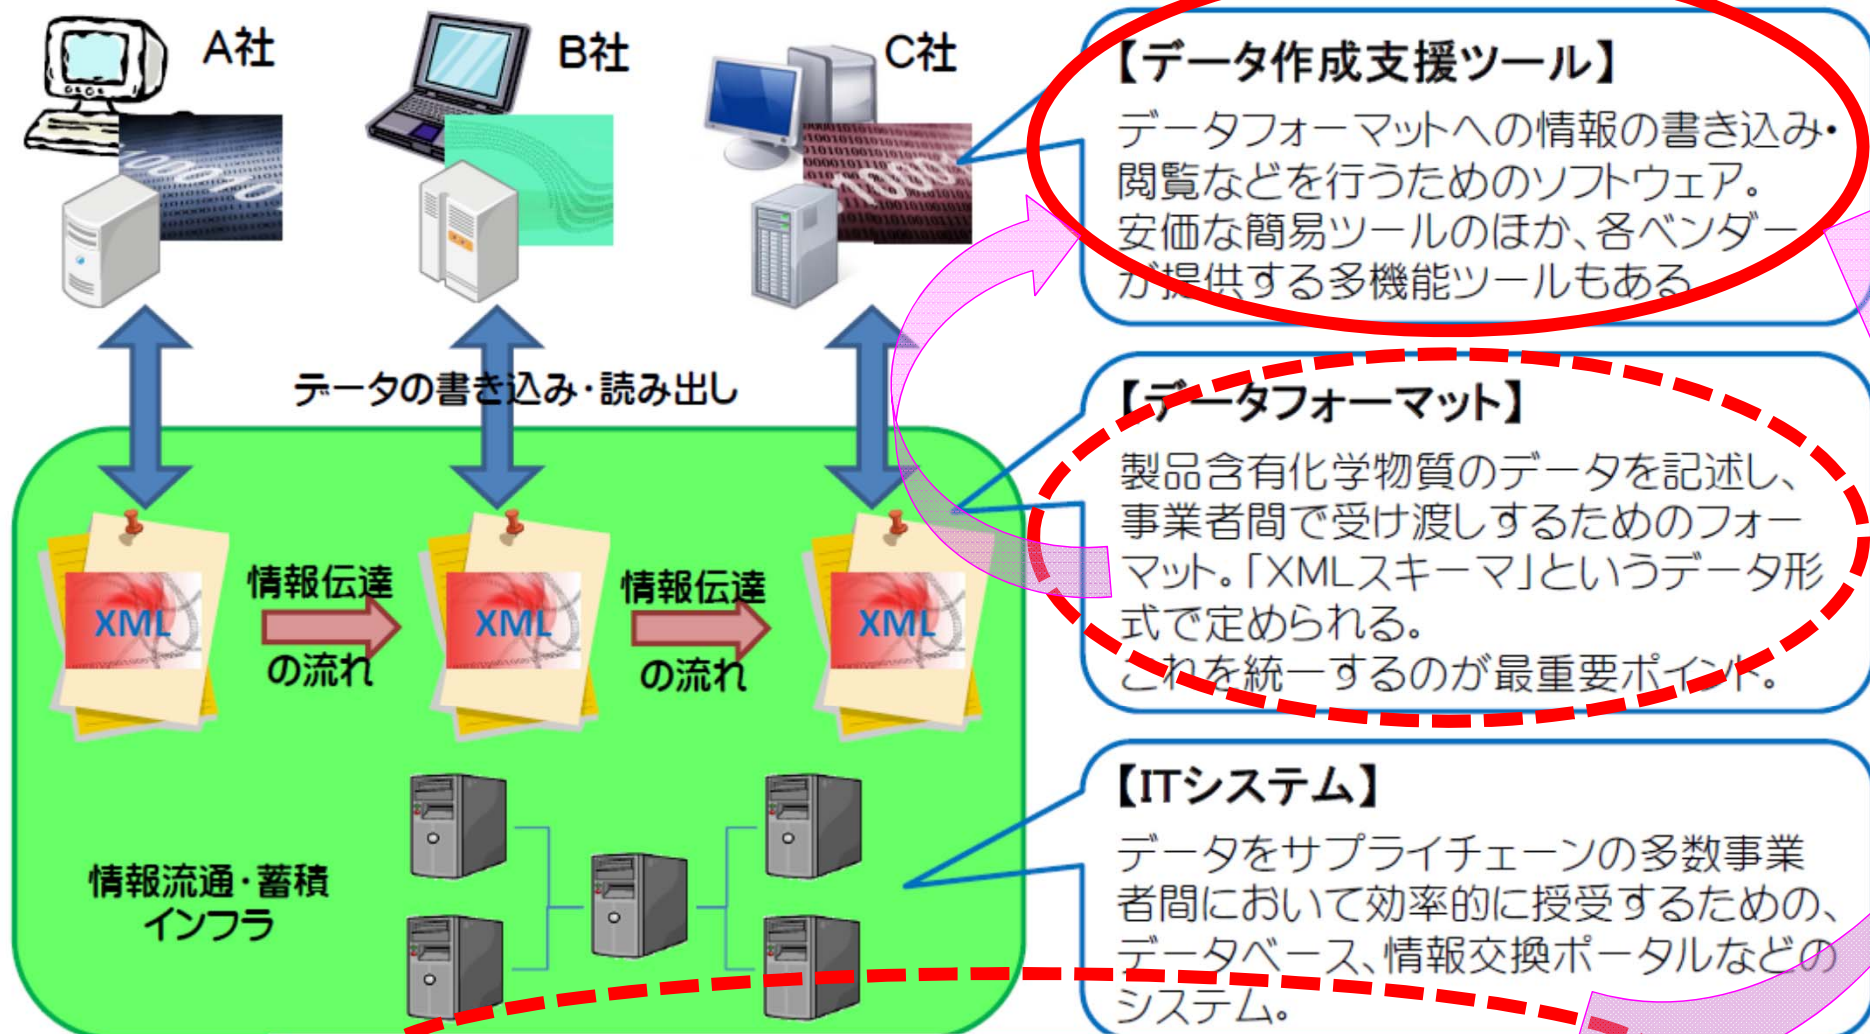 A社
B社
C社
データの書き込み・読み出し
XML
情報伝達
の流れ
XML
情報伝達
の流れ
XML
情報流通・蓄積
インフラ
【データ作成支援ツール】
データフォーマットへの情報の書き込み・
閲覧などを行うためのソフトウェア。
安価な簡易ツールのほか、各ベンダー
が提供する多機能ツールもある
【データフォーマット】
製品含有化学物質のデータを記述し、
事業者間で受け渡しするためのフォー
マット。「XMLスキーマ」というデータ形
式で定められる。
これを統一するのが最重要ポイント。
【ITシステム】
データをサプライチェーンの多数事業
者間において効率的に授受するための、
データベース、情報交換ポータルなどの
システム。